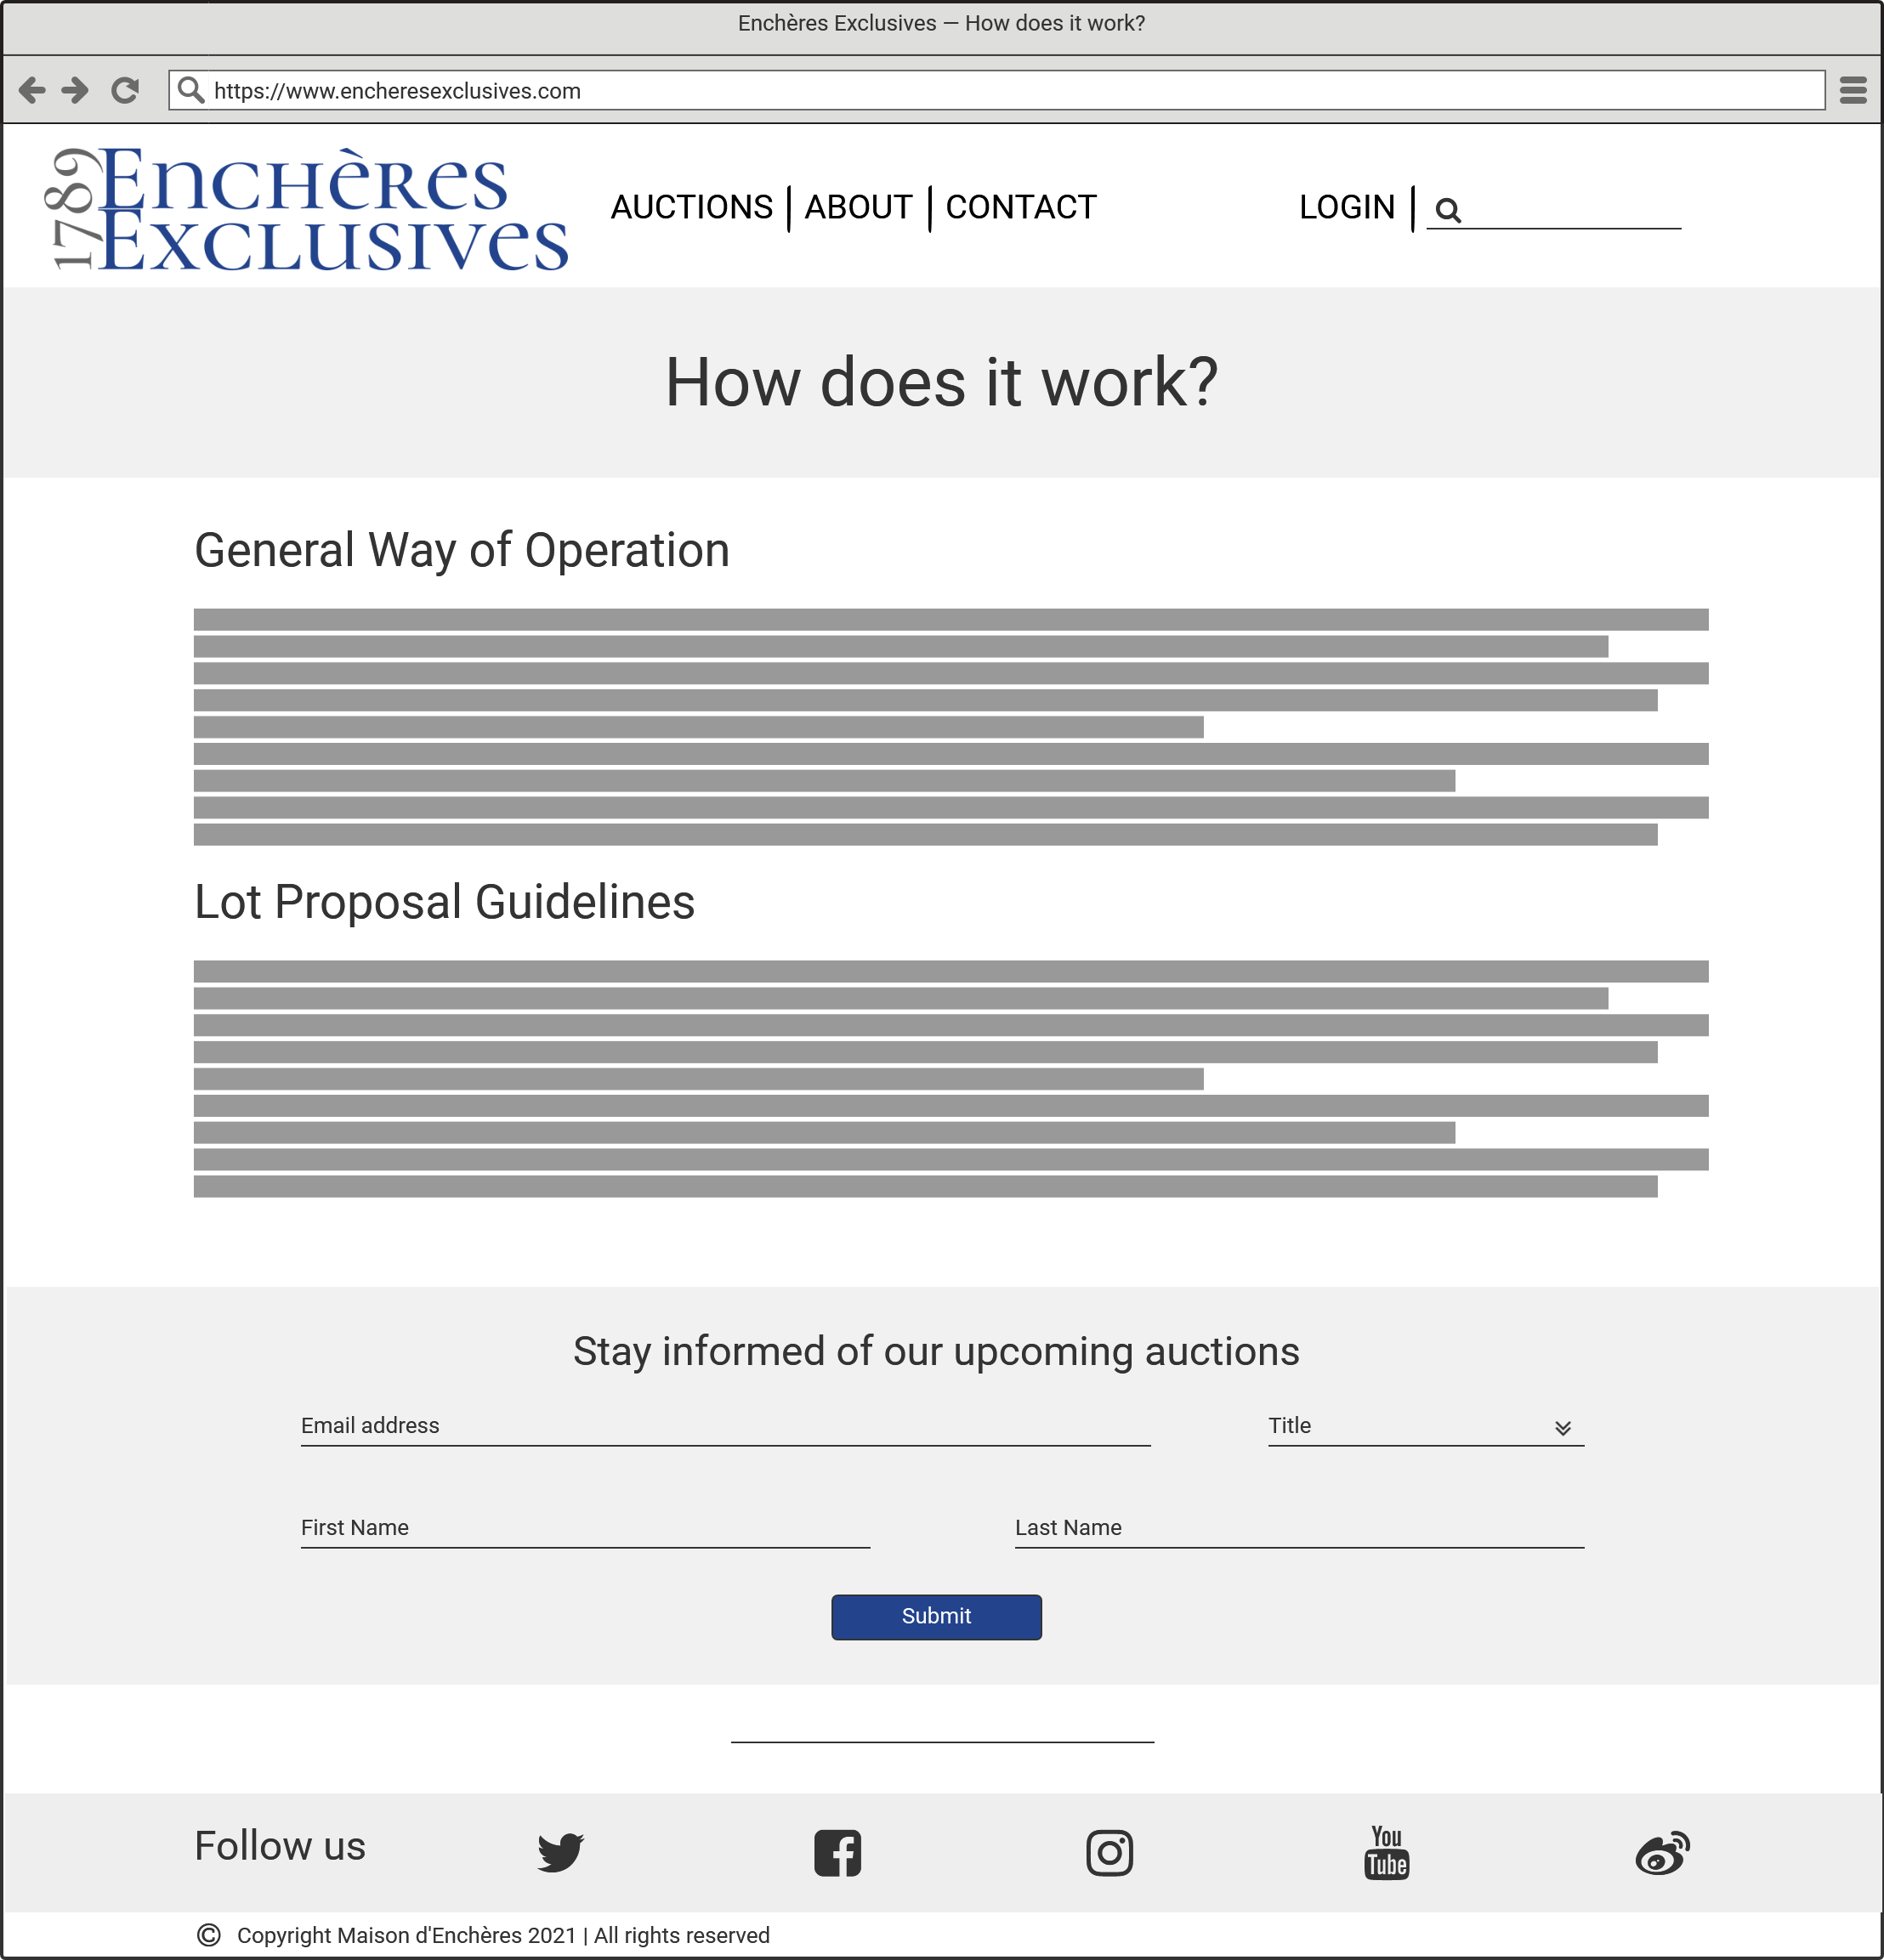 Enchères Exclusives — How does it work?
https://www.encheresexclusives.com
1789
Enchères
Exclusives
AUCTIONS | ABOUT | CONTACT
LOGIN |
How does it work?
General Way of Operation
Lot Proposal Guidelines
Stay informed of our upcoming auctions
Email address
Title
First Name
Last Name
Submit
Follow us
You
Tube
© Copyright Maison d'Enchères 2021 | All rights reserved